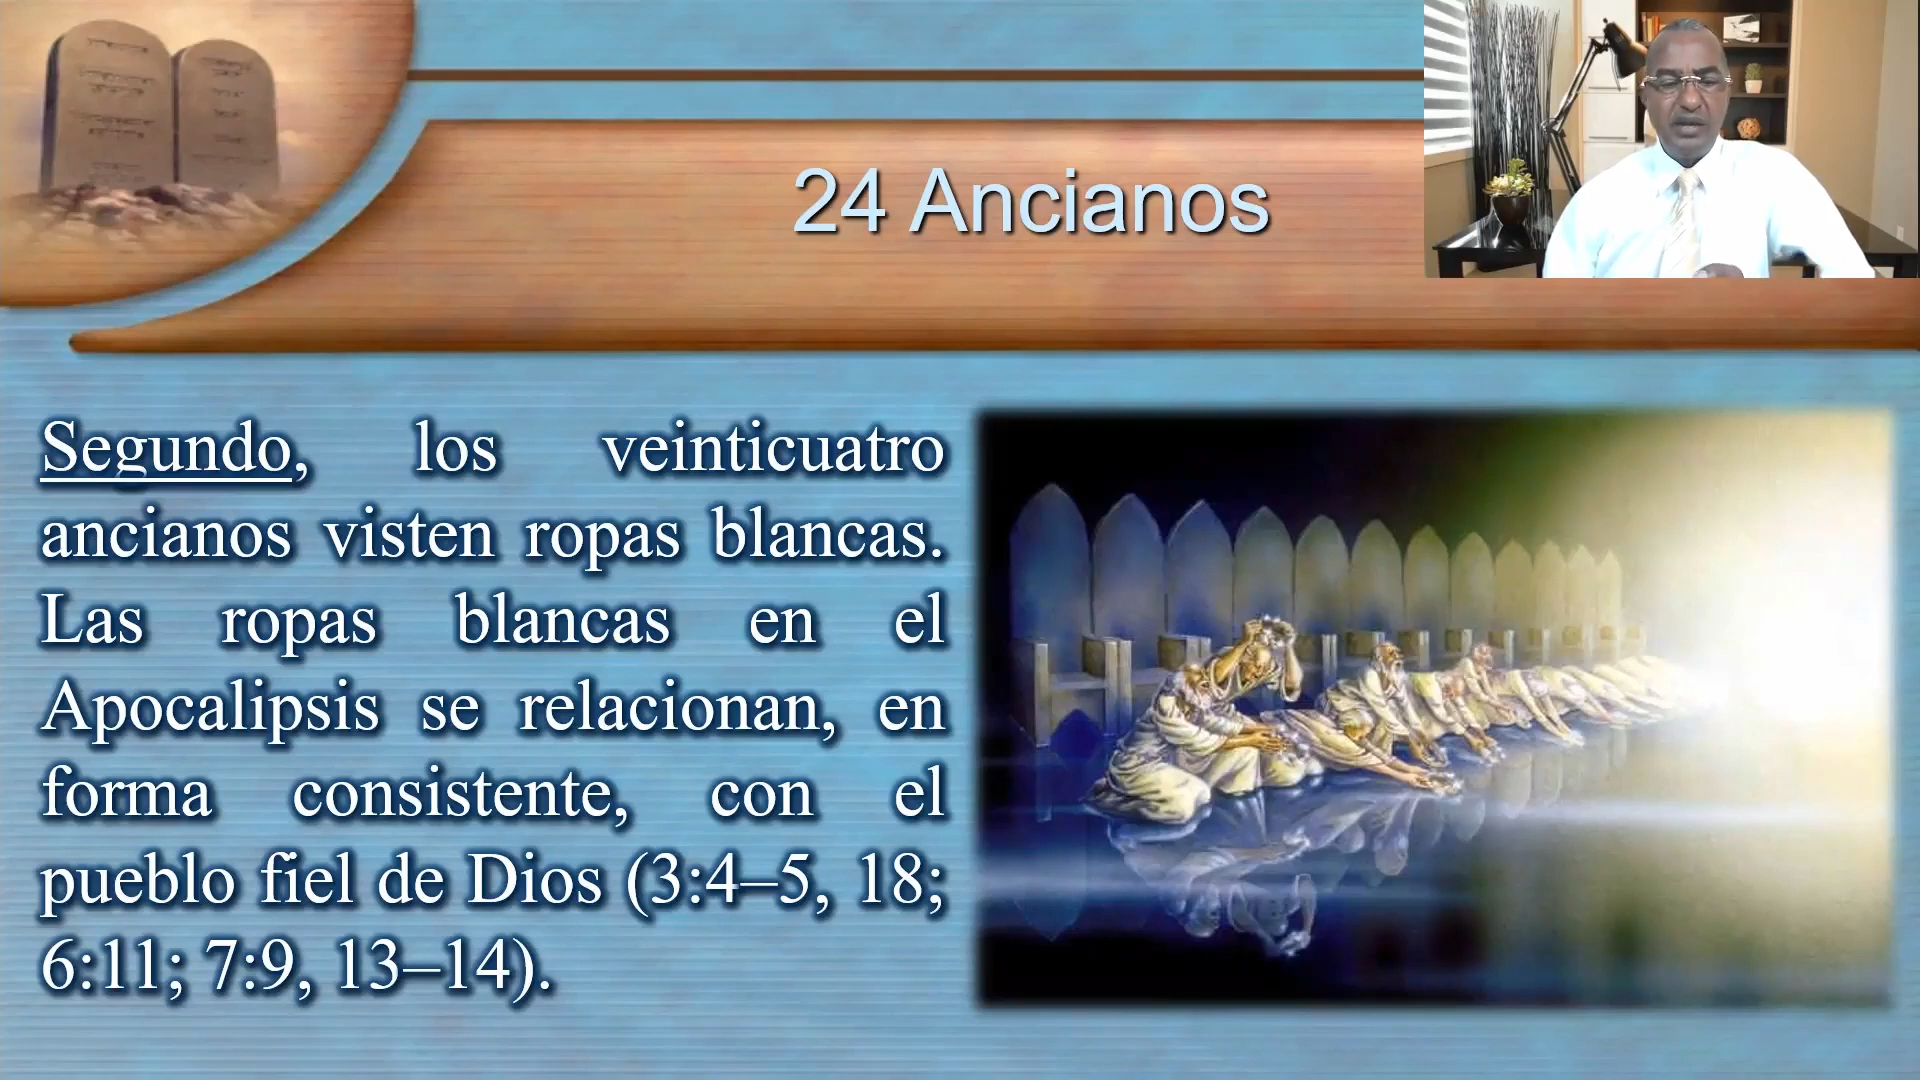 24 Ancianos
Segundo, los veinticuatro
ancianos visten ropas blancas.
Las ropas blancas en el
Apocalipsis se relacionan, en
forma consistente, con el
pueblo fiel de Dios (3:4–5, 18;
6:11; 7:9, 13–14).